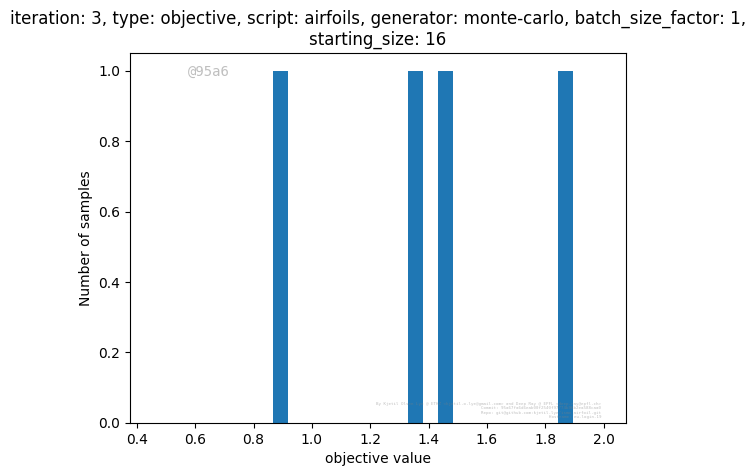 iteration: 3, type: objective, script: airfoils, generator: monte-carlo, batch_size_factor: 1,
starting_size: 16
@95a6
1.0
0.8
0.6
0.4
0.2
0.0
Number of samples
0.4 0.6 0.8 1.0 1.2 1.4 1.6 1.8 2.0
objective value